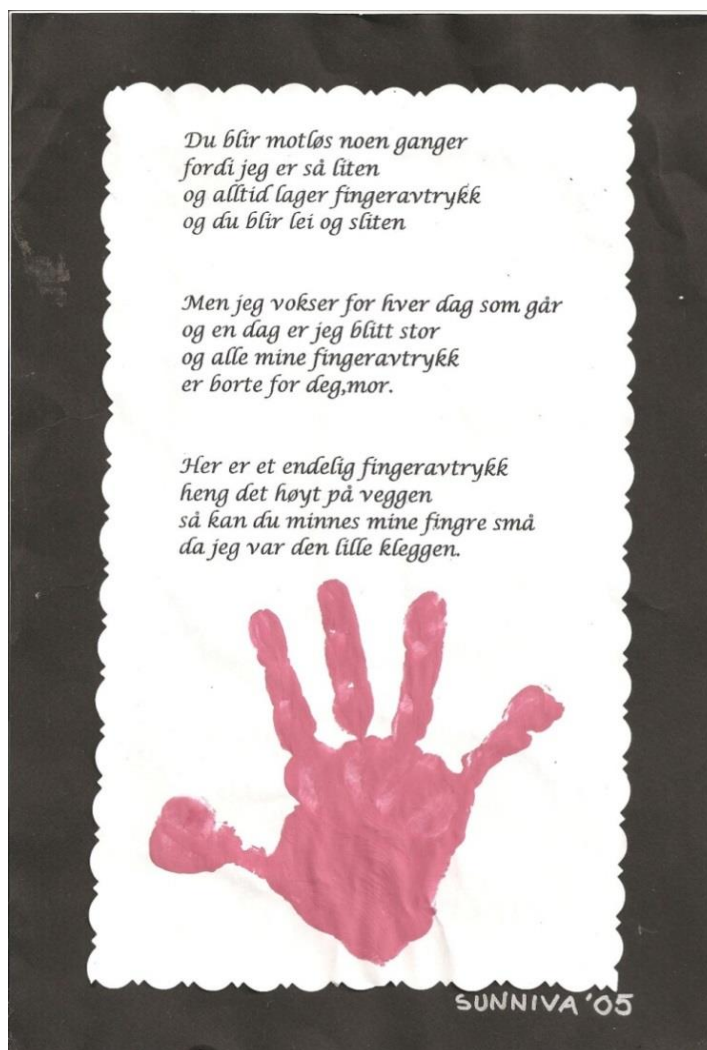 Du blir motløs noen ganger
fordi jeg er så liten
og alltid lager fingeravtrykk
og du blir lei og sliten
Men jeg vokser for hver dag som går
og en dag er jeg blitt stor
og alle mine fingeravtrykk
er borte for deg,mor.
Her er et endelig fingeravtrykk
heng det høyt på veggen
så kan du minnes mine fingre små
da jeg var den lille kleggen.
SUNNIVA '05